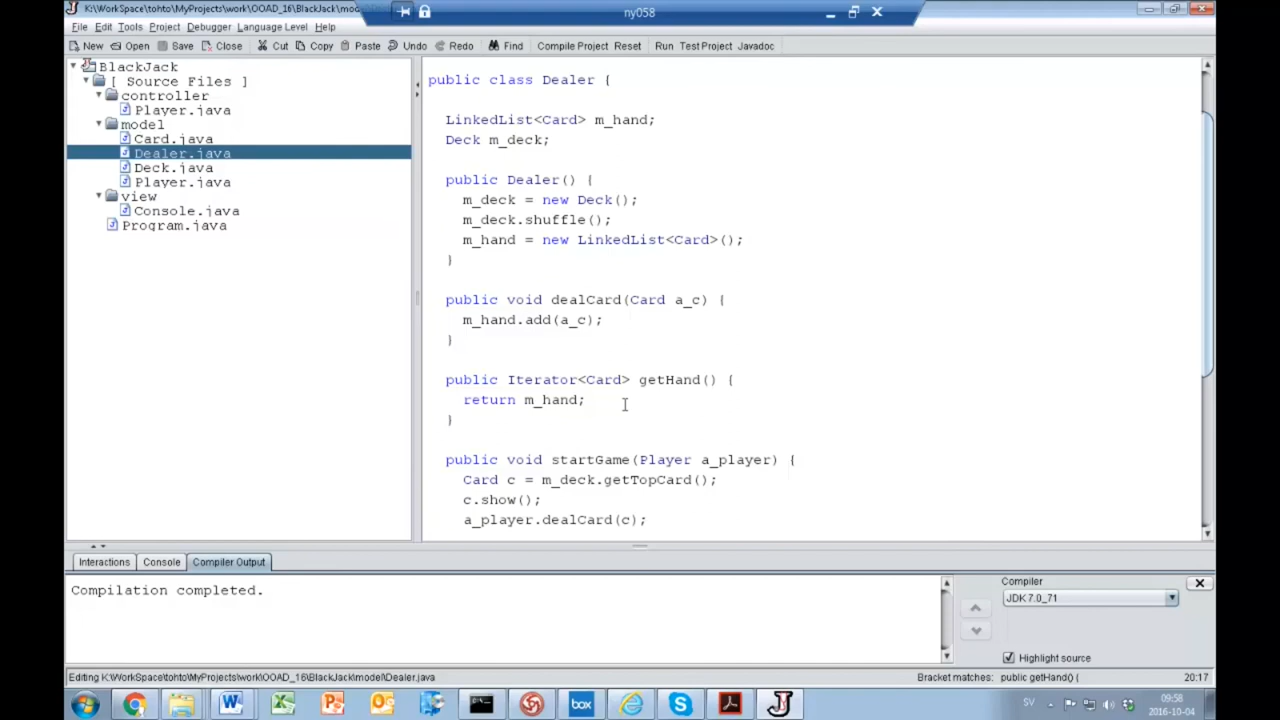 K:\WorkSpace\tohto\MyProjects\work\OOAD_16\BlackJack\mod
ny058
File Edit Tools Project Debugger Language Level Help
New Open Save Close Cut Copy Paste Undo Redo Find Compile Project Reset Run Test Project Javadoc
BlackJack
[ Source Files ]
controller
Player.java
model
Card.java
Dealer.java
Deck.java
Player.java
view
Console.java
Program.java
public class Dealer {
LinkedList<Card> m_hand;
Deck m_deck;
public Dealer() {
m_deck = new Deck();
m_deck.shuffle();
m_hand = new LinkedList<Card>();
}
public void dealCard(Card a_c) {
m_hand.add(a_c);
}
public Iterator<Card> getHand() {
return m_hand;
}
public void startGame(Player a_player) {
Card c = m_deck.getTopCard();
c.show();
a_player.dealCard(c);
Interactions Console Compiler Output
Compilation completed.
Compiler
JDK 7.0_71
Highlight source
Editing K:\WorkSpace\tohto\MyProjects\work\OOAD_16\BlackJack\model\Dealer.java
Bracket matches: public getHand() {
20:17
box
SV
09:58
2016-10-04